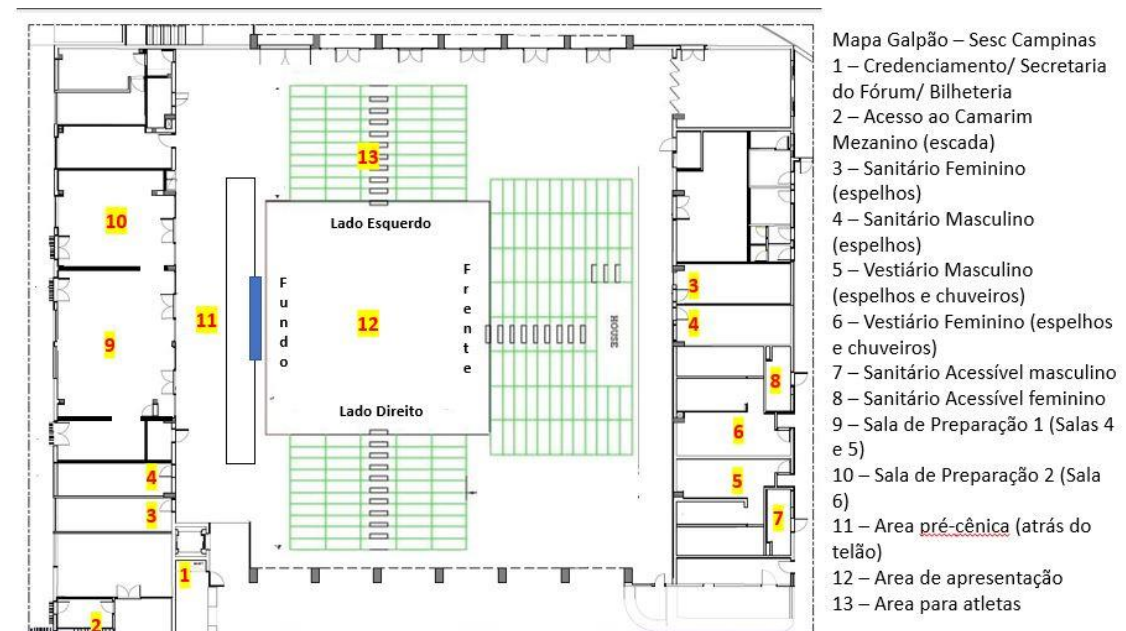 Mapa Galpão – Sesc Campinas
1 – Credenciamento/ Secretaria
do Fórum/ Bilheteria
2 – Acesso ao Camarim
Mezanino (escada)
3 – Sanitário Feminino
(espelhos)
4 – Sanitário Masculino
(espelhos)
5 – Vestiário Masculino
(espelhos e chuveiros)
6 – Vestiário Feminino (espelhos
e chuveiros)
7 – Sanitário Acessível masculino
8 – Sanitário Acessível feminino
9 – Sala de Preparação 1 (Salas 4
e 5)
10 – Sala de Preparação 2 (Sala
6)
11 – Area pré-cênica (atrás do
telão)
12 – Area de apresentação
13 – Area para atletas
13
10
Lado Esquerdo
Fundo
Frente
3
11
12
4
HOUSE
9
8
Lado Direito
6
4
5
3
7
1
2